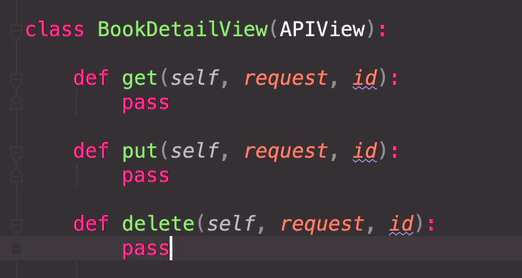 class BookDetailView(APIView):
def get(self, request, id):
pass
def put(self, request, id):
pass
def delete(self, request, id):
pass